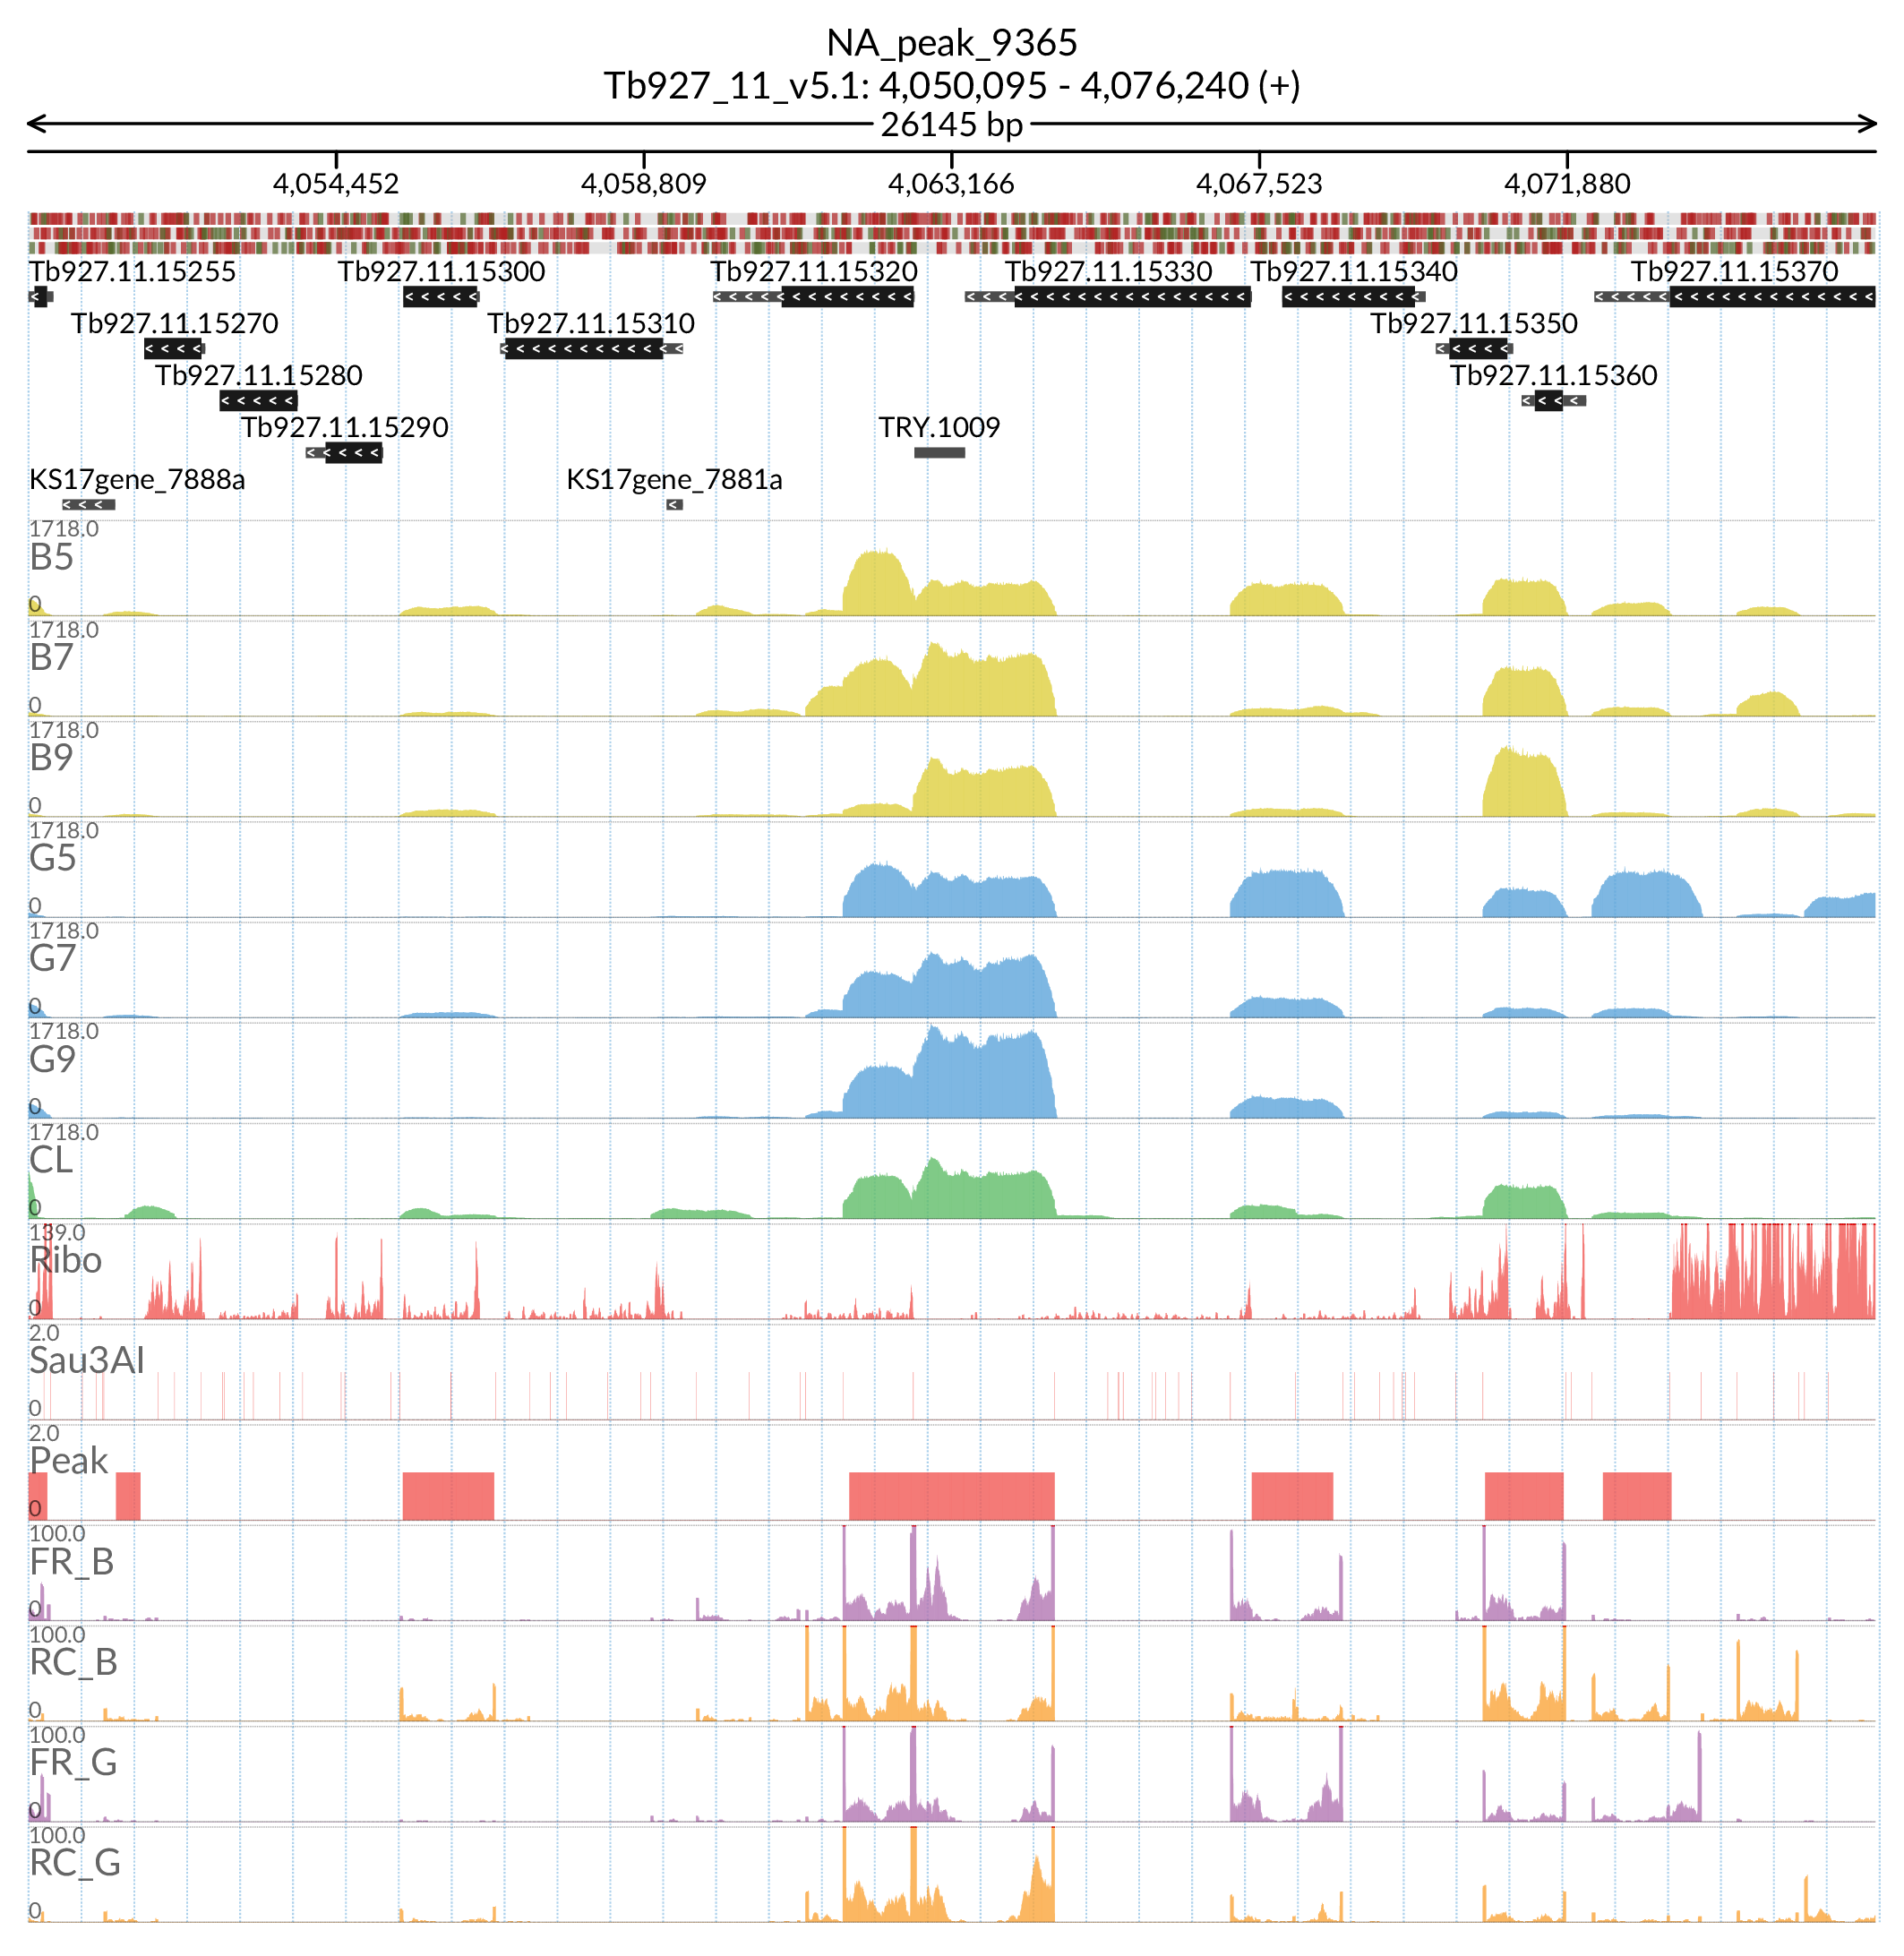 NA_peak_9365
Tb927_11_v5.1: 4,050,095 - 4,076,240 (+)
26145 bp
4,054,452 4,058,809 4,063,166 4,067,523 4,071,880
Tb927.11.15255 Tb927.11.15300 Tb927.11.15320 Tb927.11.15330 Tb927.11.15340 Tb927.11.15370
Tb927.11.15270 Tb927.11.15310 Tb927.11.15350
Tb927.11.15280 Tb927.11.15360
Tb927.11.15290 TRY.1009
KS17gene_7888a KS17gene_7881a
1718.0
B5
0
1718.0
B7
0
1718.0
B9
0
1718.0
G5
0
1718.0
G7
0
1718.0
G9
0
1718.0
CL
0
139.0
Ribo
0
2.0
Sau3AI
0
2.0
Peak
0
100.0
FR_B
0
100.0
RC_B
0
100.0
FR_G
0
100.0
RC_G
0